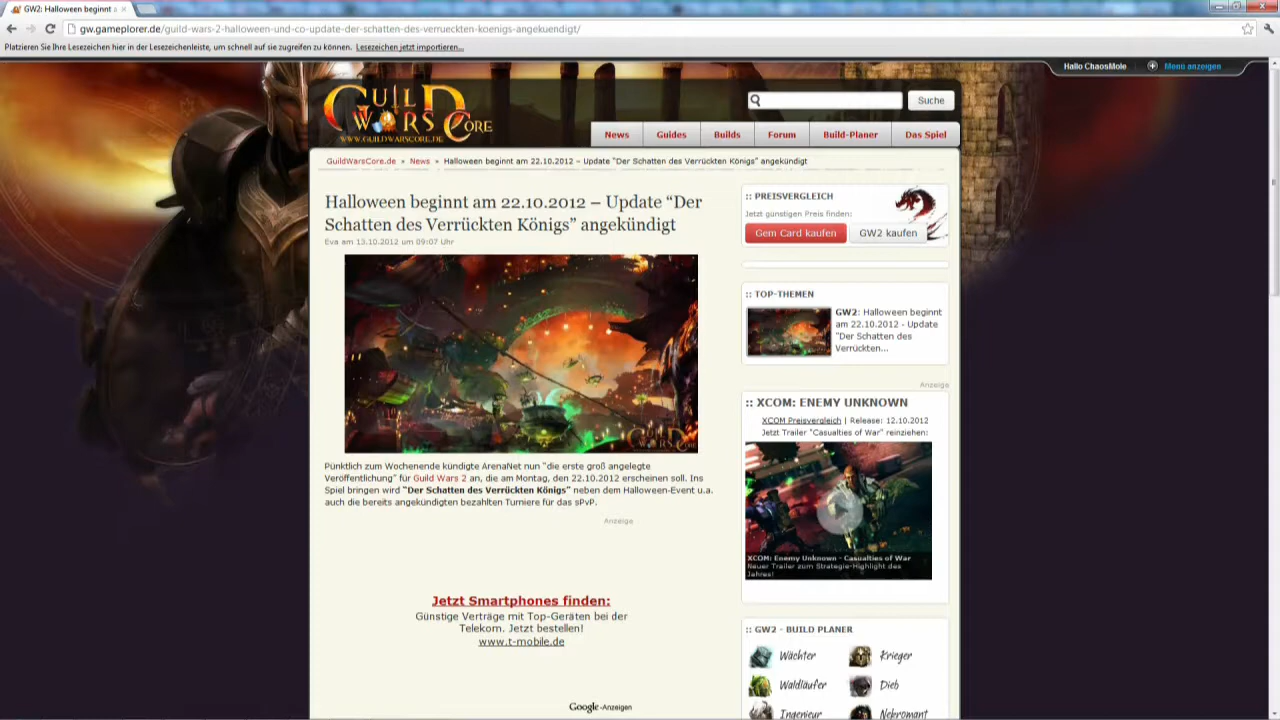 GW2: Halloween beginnt
gw.gameplorer.de/guild-wars-2-halloween-und-co-update-der-schatten-des-verrueckten-koenigs-angekuendigt/
Platzieren Sie Ihre Lesezeichen hier in der Lesezeichenleiste, um schnell auf sie zugreifen zu können. Lesezeichen jetzt importieren...
Hallo ChaosMole Menü anzeigen
GUILD WARS CORE
WWW.GUILDWARSCORE.DE
Suche
News Guides Builds Forum Build-Planer Das Spiel
GuildWarsCore.de » News » Halloween beginnt am 22.10.2012 – Update "Der Schatten des Verrückten Königs" angekündigt
Halloween beginnt am 22.10.2012 – Update “Der
Schatten des Verrückten Königs” angekündigt
Eva am 13.10.2012 um 09:07 Uhr
GUILD WARS CORE
Pünktlich zum Wochenende kündigte ArenaNet nun "die erste groß angelegte
Veröffentlichung" für Guild Wars 2 an, die am Montag, den 22.10.2012 erscheinen soll. Ins
Spiel bringen wird "Der Schatten des Verrückten Königs" neben dem Halloween-Event u.a.
auch die bereits angekündigten bezahlten Turniere für das sPvP.
Anzeige
Jetzt Smartphones finden:
Günstige Verträge mit Top-Geräten bei der
Telekom. Jetzt bestellen!
www.t-mobile.de
Google-Anzeigen
:: PREISVERGLEICH
Jetzt günstigen Preis finden:
Gem Card kaufen GW2 kaufen
:: TOP-THEMEN
GW2: Halloween beginnt
am 22.10.2012 - Update
"Der Schatten des
Verrückten...
Anzeige
:: XCOM: ENEMY UNKNOWN
XCOM Preisvergleich | Release: 12.10.2012
Jetzt Trailer "Casualties of War" reinziehen:
XCOM: Enemy Unknown - Casualties of War
Neuer Trailer zum Strategie-Highlight des
Jahres!
:: GW2 - BUILD PLANER
Wächter Krieger
Waldläufer Dieb
Ingenieur Nekromant